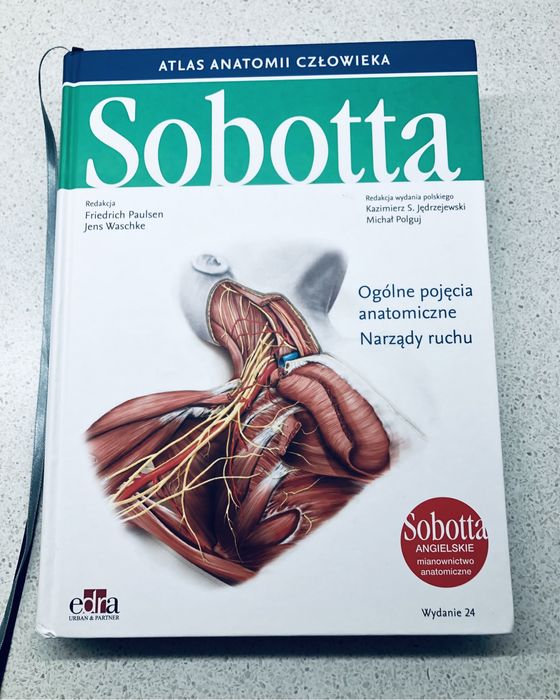 ATLAS ANATOMII CZŁOWIEKA
Sobotta
Redakcja
Friedrich Paulsen
Jens Waschke
Redakcja wydania polskiego
Kazimierz S. Jędrzejewski
Michał Polguj
Ogólne pojęcia
anatomiczne
Narządy ruchu
Sobotta
ANGIELSKIE
mianownictwo
anatomiczne
edra
URBAN & PARTNER
Wydanie 24